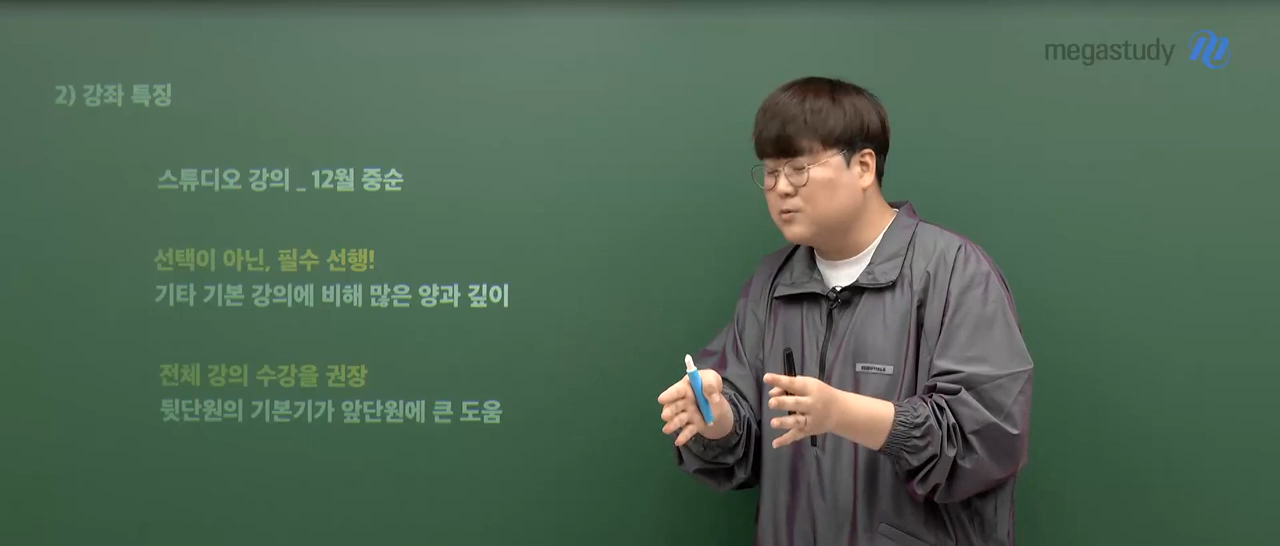 megastudy
2) 강좌 특징
스튜디오 강의 _ 12월 중순
선택이 아닌, 필수 선행!
기타 기본 강의에 비해 많은 양과 깊이
전체 강의 수강을 권장
뒷단원의 기본기가 앞단원에 큰 도움